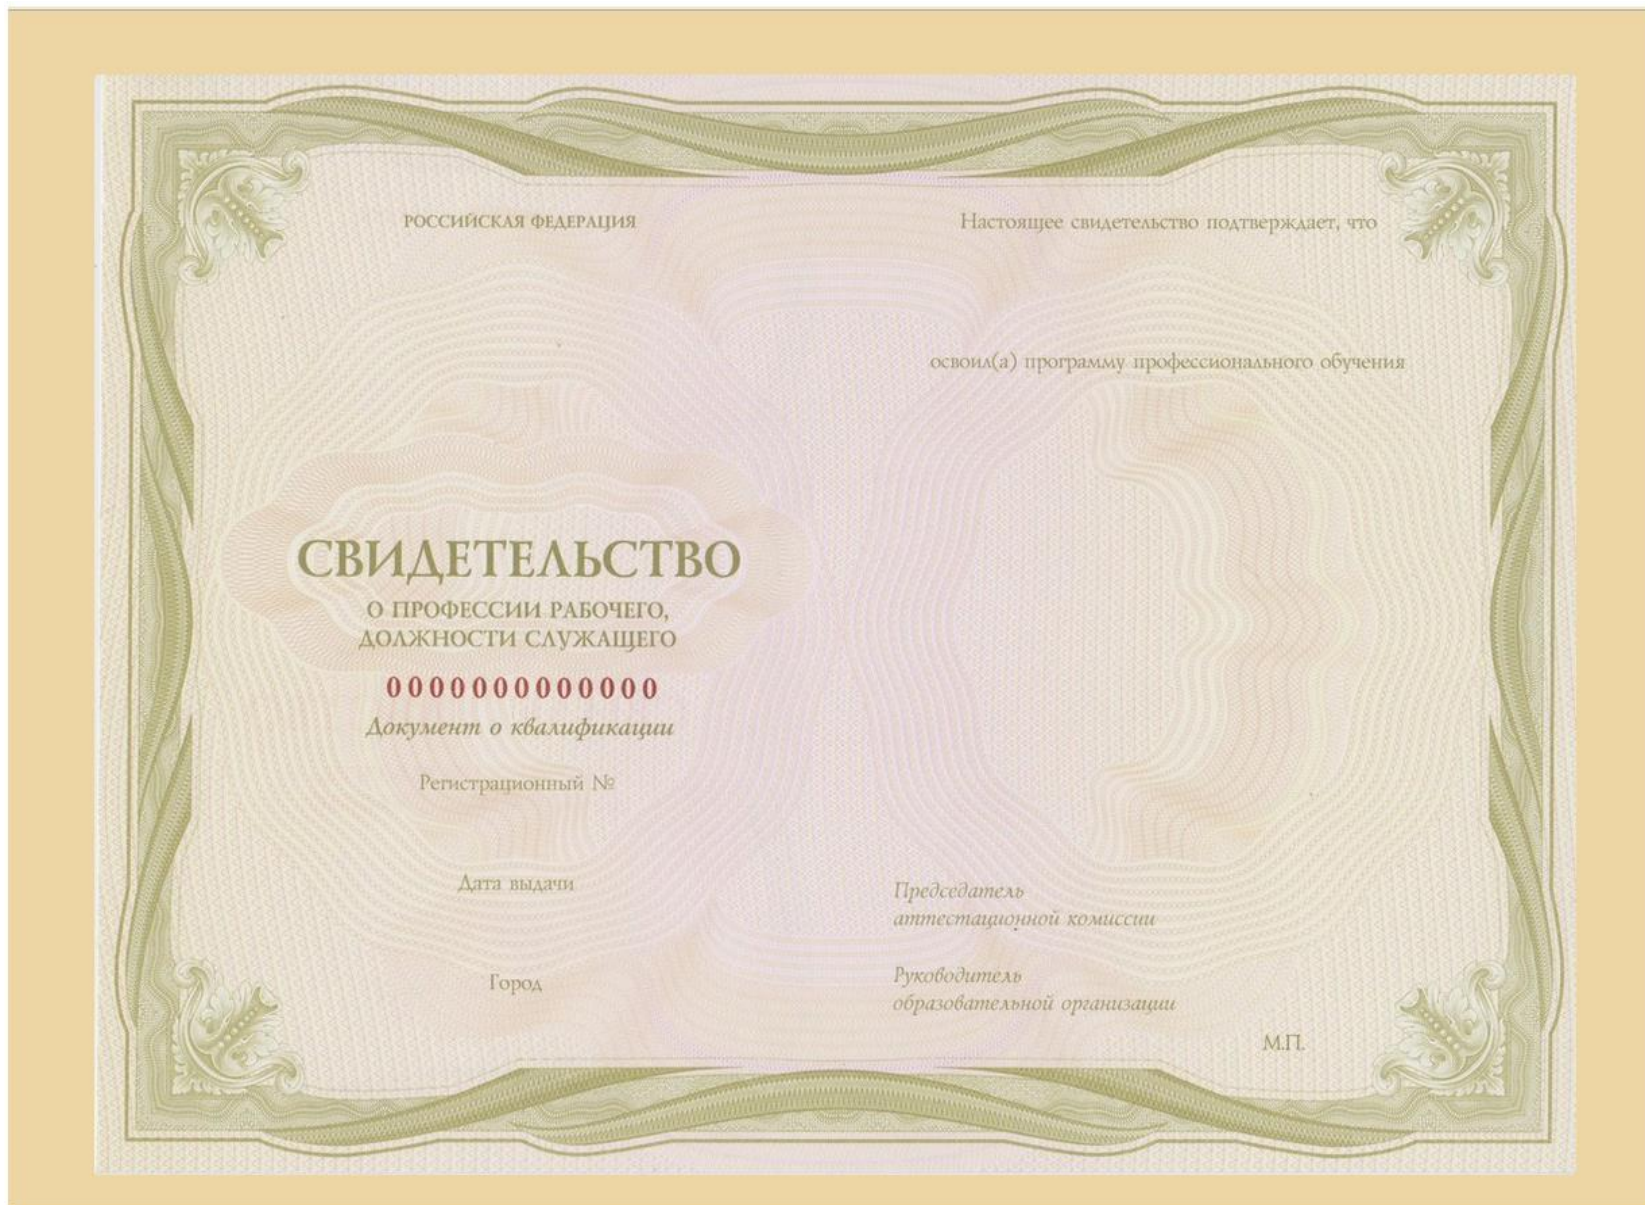 РОССИЙСКАЯ ФЕДЕРАЦИЯ
СВИДЕТЕЛЬСТВО
О ПРОФЕССИИ РАБОЧЕГО,
ДОЛЖНОСТИ СЛУЖАЩЕГО
0000000000000
Документ о квалификации
Регистрационный №
Дата выдачи
Город
Настоящее свидетельство подтверждает, что
освоил(а) программу профессионального обучения
Председатель
аттестационной комиссии
Руководитель
образовательной организации
М.П.